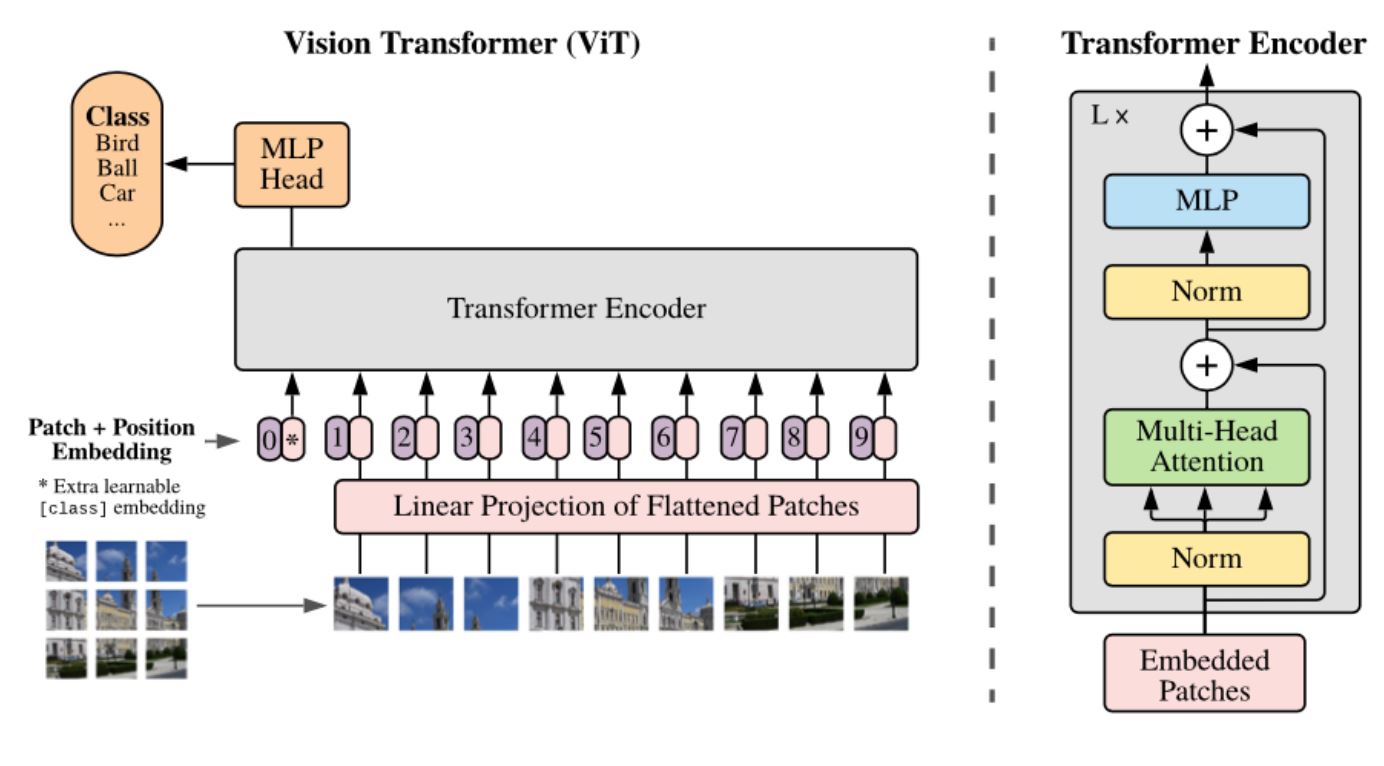 Vision Transformer (ViT)
Class
Bird
Ball
Car
...
MLP
Head
Transformer Encoder
Patch + Position
Embedding
* Extra learnable
[class] embedding
0 * 1 2 3 4 5 6 7 8 9
Linear Projection of Flattened Patches
Transformer Encoder
L ×
+
MLP
Norm
+
Multi-Head
Attention
Norm
Embedded
Patches